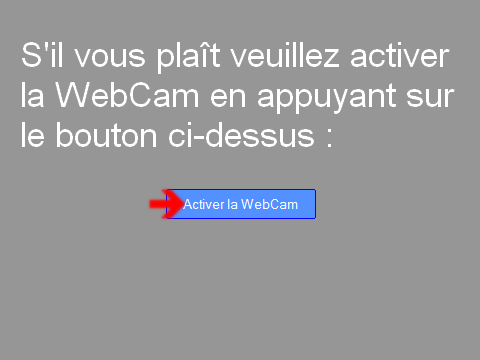 S'il vous plaît veuillez activer
la WebCam en appuyant sur
le bouton ci-dessus :
Activer la WebCam